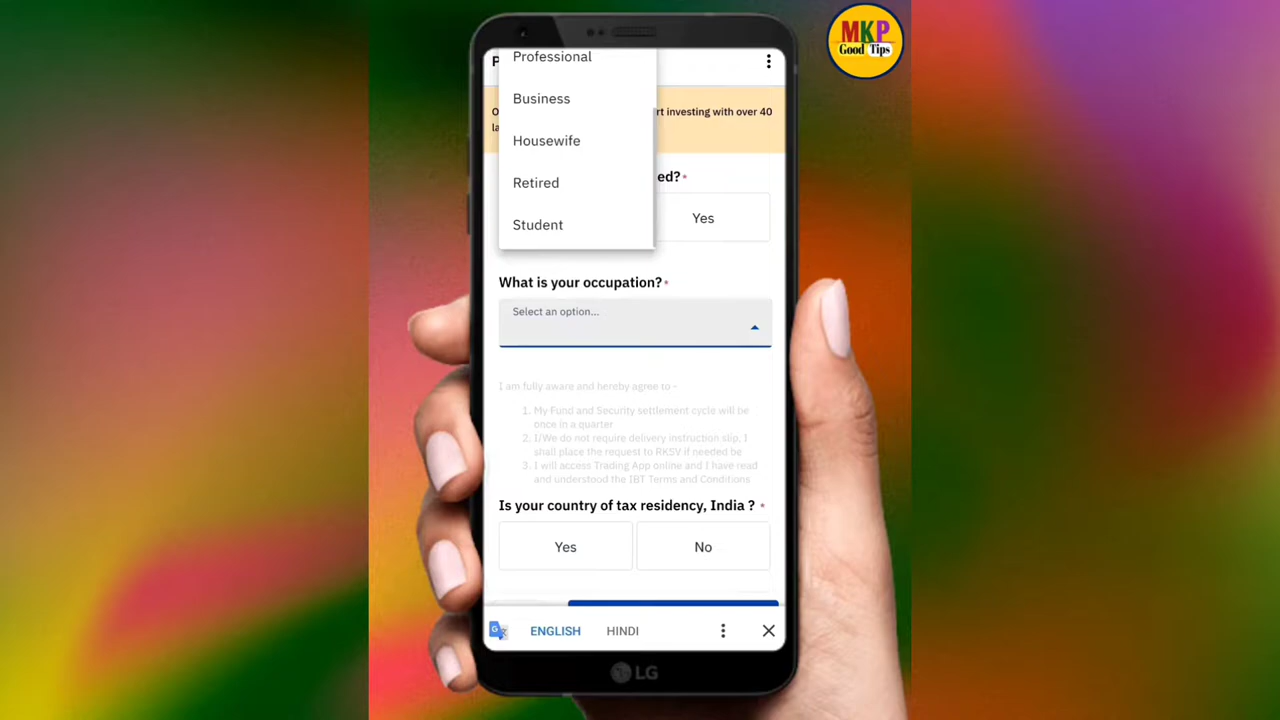 MKP
Good Tips
P
Professional
Business
Housewife
Retired
Student
O
rt investing with over 40
la
ed?*
Yes
What is your occupation?*
Select an option...
I am fully aware and hereby agree to -
1. My Fund and Security settlement cycle will be
once in a quarter
2. I/We do not require delivery instruction slip, I
shall place the request to RKSV if needed be
3. I will access Trading App online and I have read
and understood the IBT Terms and Conditions
Is your country of tax residency, India ? *
Yes
No
ENGLISH
HINDI
LG